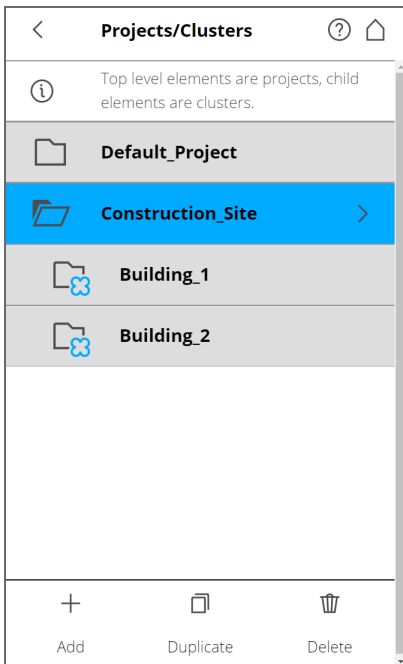 Projects/Clusters
Top level elements are projects, child
elements are clusters.
Default_Project
Construction_Site
Building_1
Building_2
Add Duplicate Delete